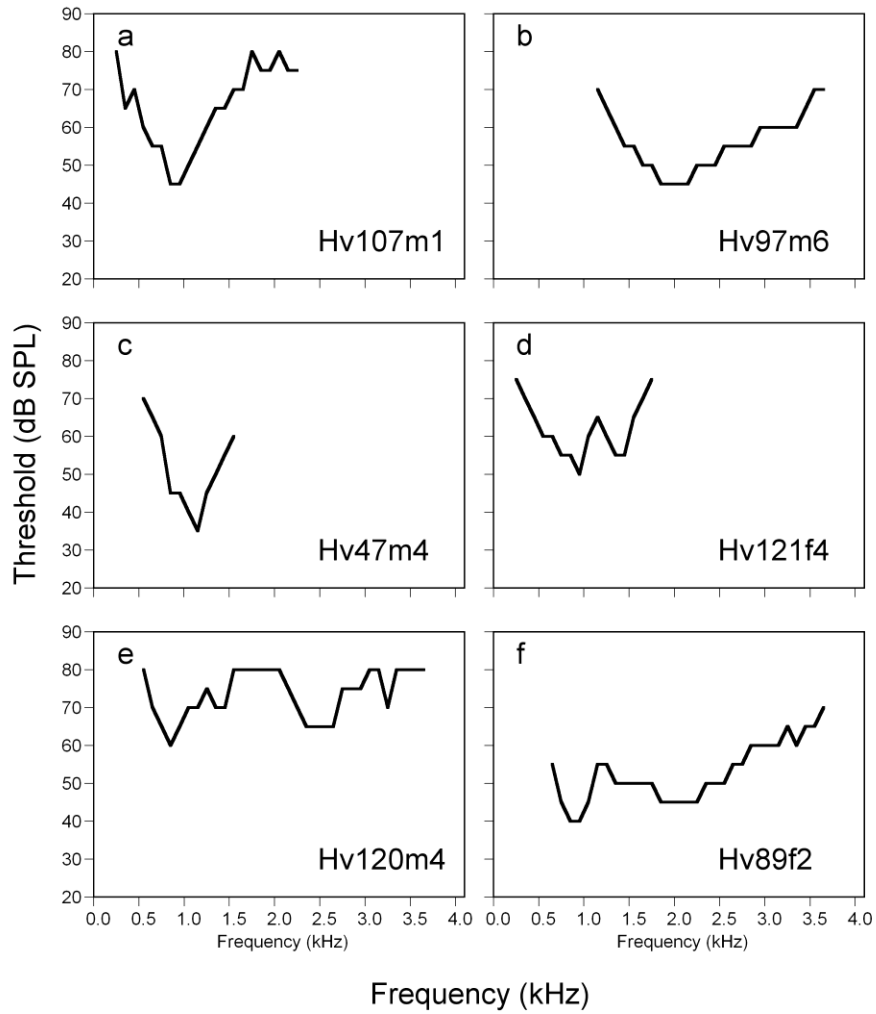 90 a b
80
70
60
50
40
30 Hv107m1 Hv97m6
20
Threshold (dB SPL)
90 c d
80
70
60
50
40
30 Hv47m4 Hv121f4
20
90 e f
80
70
60
50
40
30 Hv120m4 Hv89f2
20
0.0 0.5 1.0 1.5 2.0 2.5 3.0 3.5 4.0 0.0 0.5 1.0 1.5 2.0 2.5 3.0 3.5 4.0
Frequency (kHz) Frequency (kHz)
Frequency (kHz)